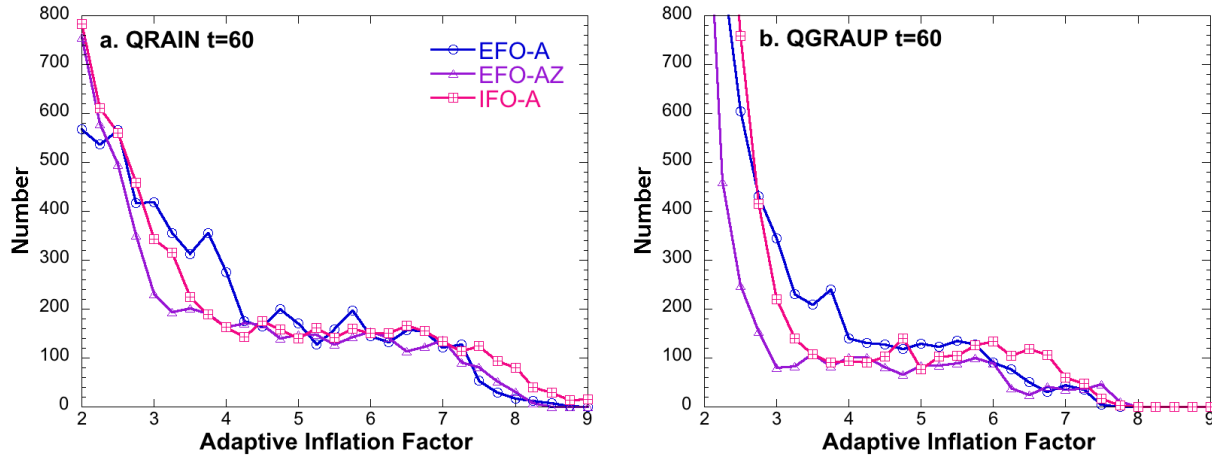 a. QRAIN t=60
EFO-A
EFO-AZ
IFO-A
800
700
600
500
400
300
200
100
0
Number
2 3 4 5 6 7 8 9
Adaptive Inflation Factor
b. QGRAUP t=60
800
700
600
500
400
300
200
100
0
Number
2 3 4 5 6 7 8 9
Adaptive Inflation Factor